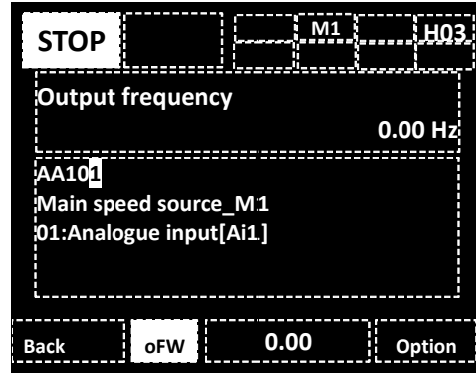 STOP M1 H03
Output frequency
0.00 Hz
AA101
Main speed source_M1
01:Analogue input[Ai1]
Back oFW 0.00 Option